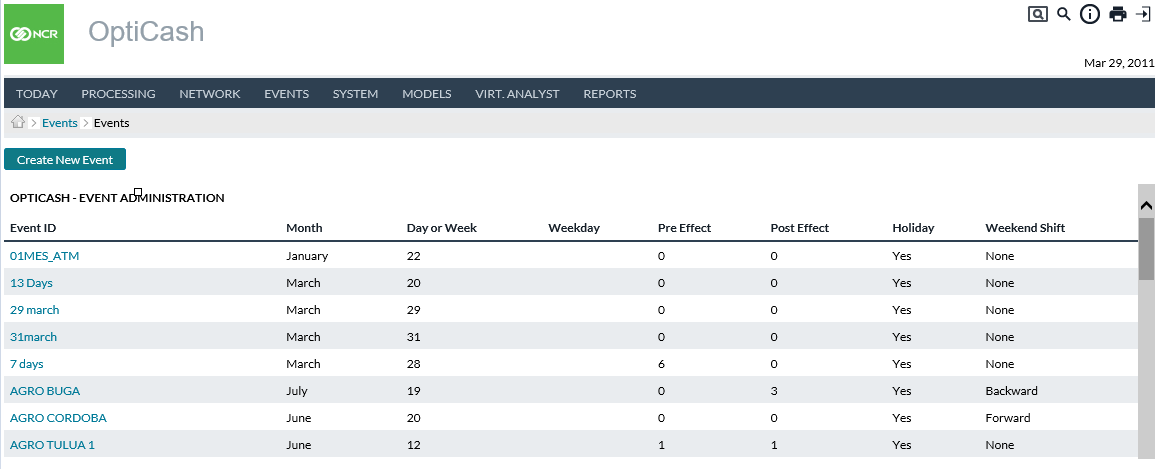 NCR
OptiCash
Mar 29, 2011
TODAY PROCESSING NETWORK EVENTS SYSTEM MODELS VIRT. ANALYST REPORTS
Events Events
Create New Event
OPTICASH - EVENT ADMINISTRATION
Event ID Month Day or Week Weekday Pre Effect Post Effect Holiday Weekend Shift
01MES_ATM January 22 0 0 Yes None
13 Days March 20 0 0 Yes None
29 march March 29 0 0 Yes None
31march March 31 0 0 Yes None
7 days March 28 6 0 Yes None
AGRO BUGA July 19 0 3 Yes Backward
AGRO CORDOBA June 20 0 0 Yes Forward
AGRO TULUA 1 June 12 1 1 Yes None